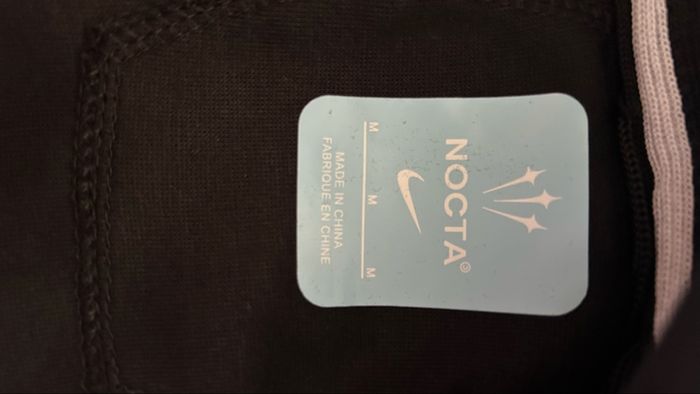 NOCTA©
M M M
MADE IN CHINA
FABRIQUE EN CHINE